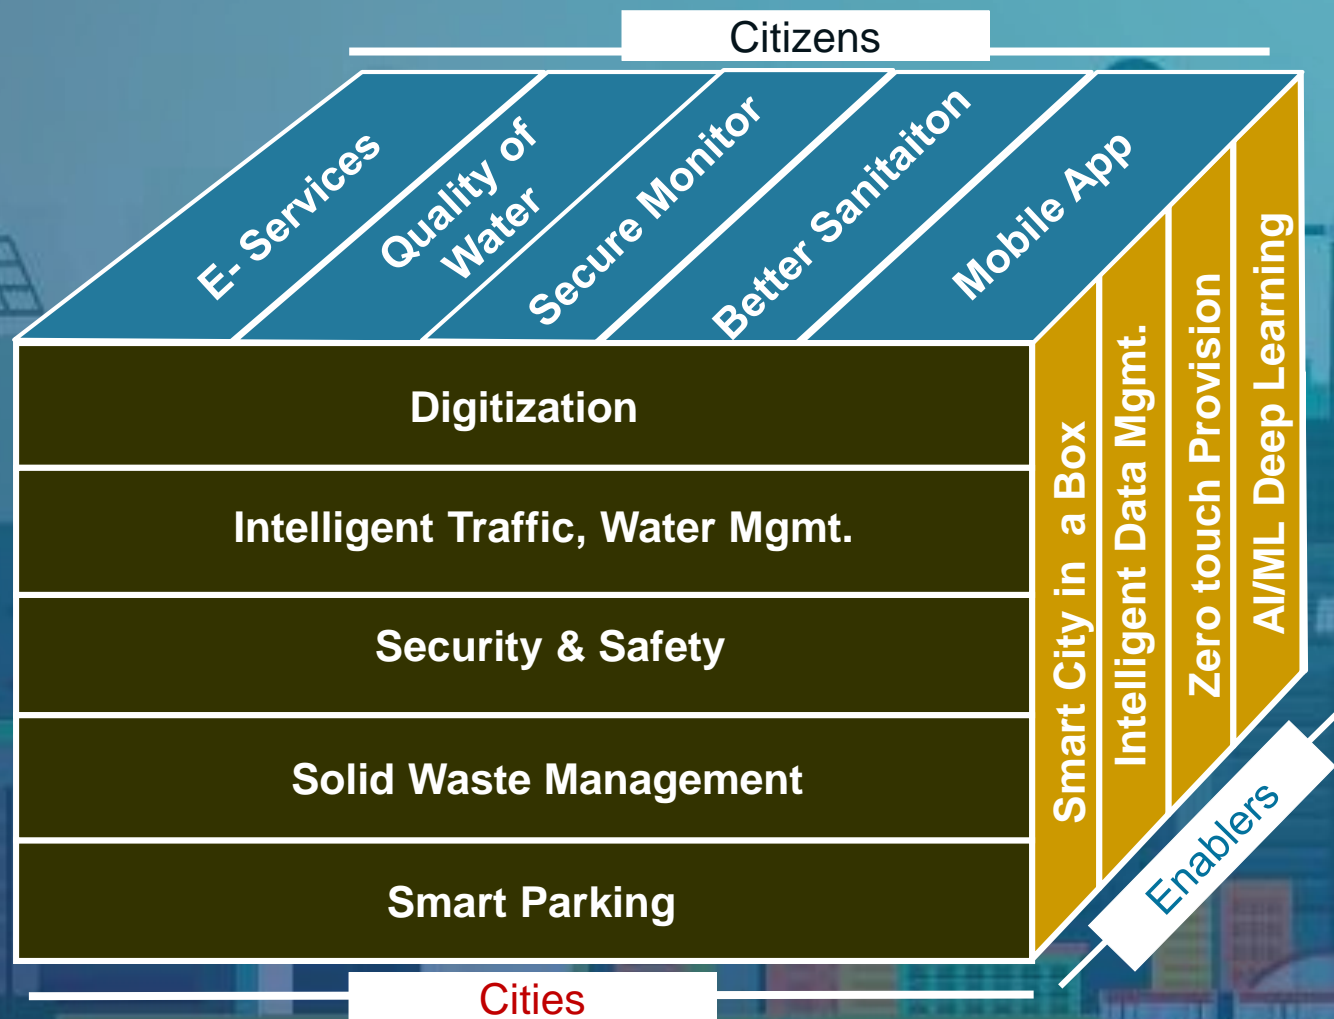 Citizens
E- Services
Quality of
Water
Secure Monitor
Better Sanitaiton
Mobile App
Digitization
Intelligent Traffic, Water Mgmt.
Security & Safety
Solid Waste Management
Smart Parking
Smart City in a Box
Intelligent Data Mgmt.
Zero touch Provision
AI/ML Deep Learning
Enablers
Cities